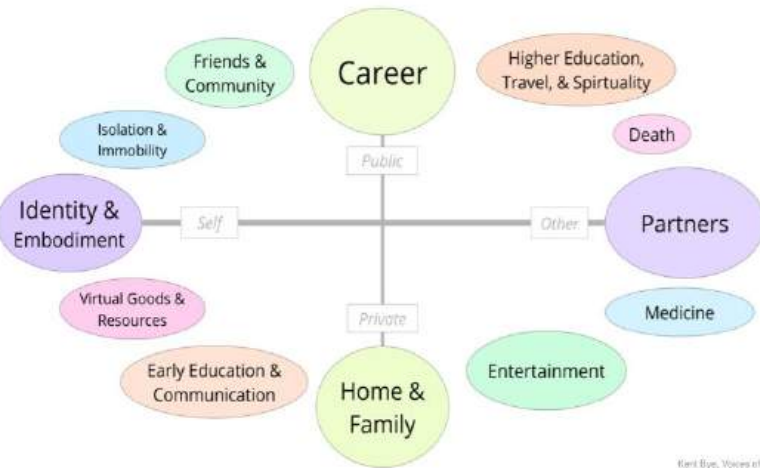 Friends &
Community
Career
Higher Education,
Travel, & Spirtuality
Isolation &
Immobility
Death
Public
Identity &
Embodiment
Self
Other
Partners
Virtual Goods &
Resources
Private
Medicine
Early Education &
Communication
Home &
Family
Entertainment
Kent Bye, Voices of